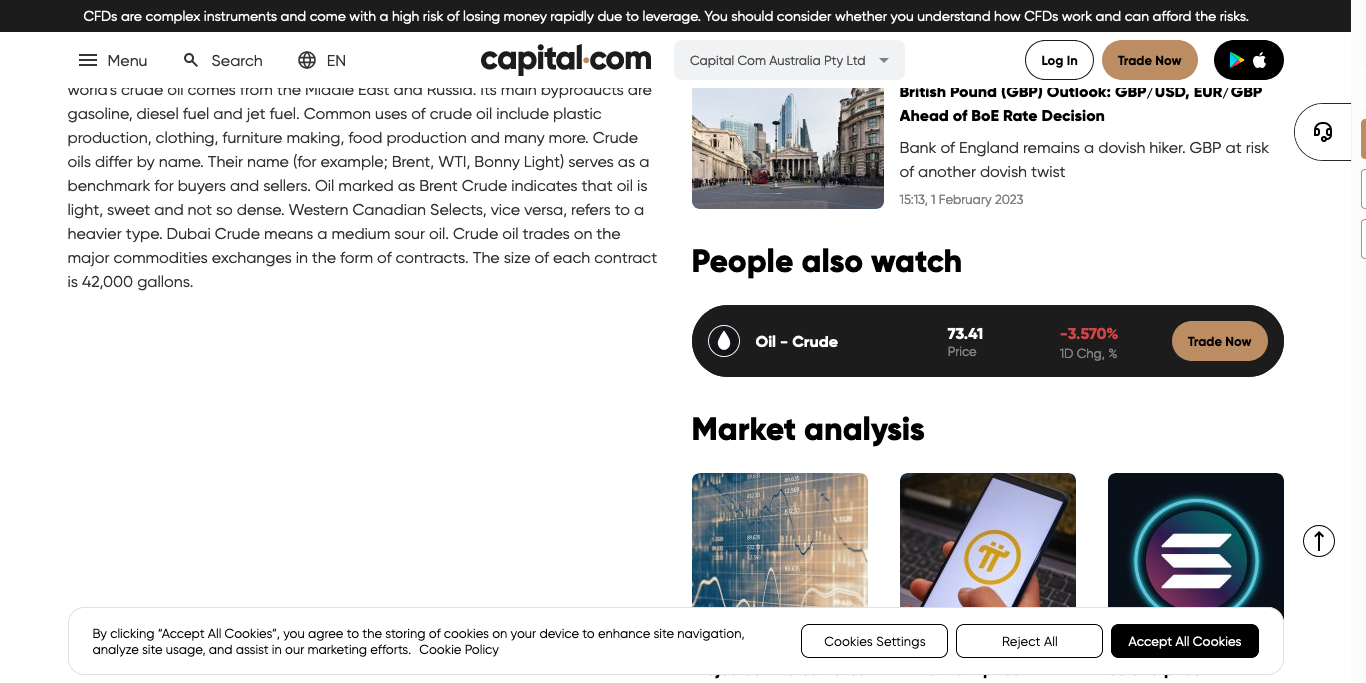 CFDs are complex instruments and come with a high risk of losing money rapidly due to leverage. You should consider whether you understand how CFDs work and can afford the risks.
Menu
Search
EN
capital.com
Capital Com Australia Pty Ltd
Log In
Trade Now
world's crude oil comes from the Middle East and Russia. Its main byproducts are
gasoline, diesel fuel and jet fuel. Common uses of crude oil include plastic
production, clothing, furniture making, food production and many more. Crude
oils differ by name. Their name (for example; Brent, WTI, Bonny Light) serves as a
benchmark for buyers and sellers. Oil marked as Brent Crude indicates that oil is
light, sweet and not so dense. Western Canadian Selects, vice versa, refers to a
heavier type. Dubai Crude means a medium sour oil. Crude oil trades on the
major commodities exchanges in the form of contracts. The size of each contract
is 42,000 gallons.
British Pound (GBP) Outlook: GBP/USD, EUR/GBP
Ahead of BoE Rate Decision
Bank of England remains a dovish hiker. GBP at risk
of another dovish twist
15:13, 1 February 2023
People also watch
Oil - Crude
73.41
Price
-3.570%
1D Chg, %
Trade Now
Market analysis
By clicking “Accept All Cookies”, you agree to the storing of cookies on your device to enhance site navigation,
analyze site usage, and assist in our marketing efforts. Cookie Policy
Cookies Settings
Reject All
Accept All Cookies